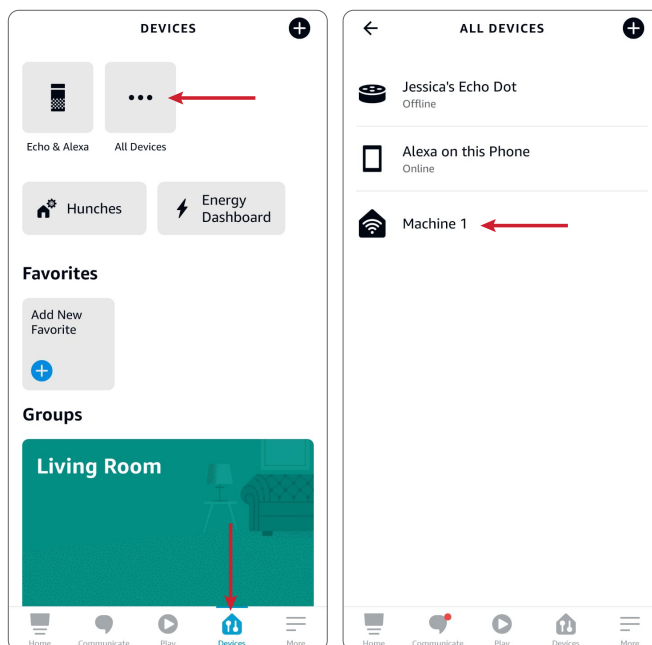 DEVICES
Echo & Alexa
All Devices
Hunches
Energy
Dashboard
Favorites
Add New
Favorite
Groups
Living Room
Home
Communicate
Play
Devices
More
ALL DEVICES
Jessica's Echo Dot
Offline
Alexa on this Phone
Online
Machine 1
Home
Communicate
Play
Devices
More